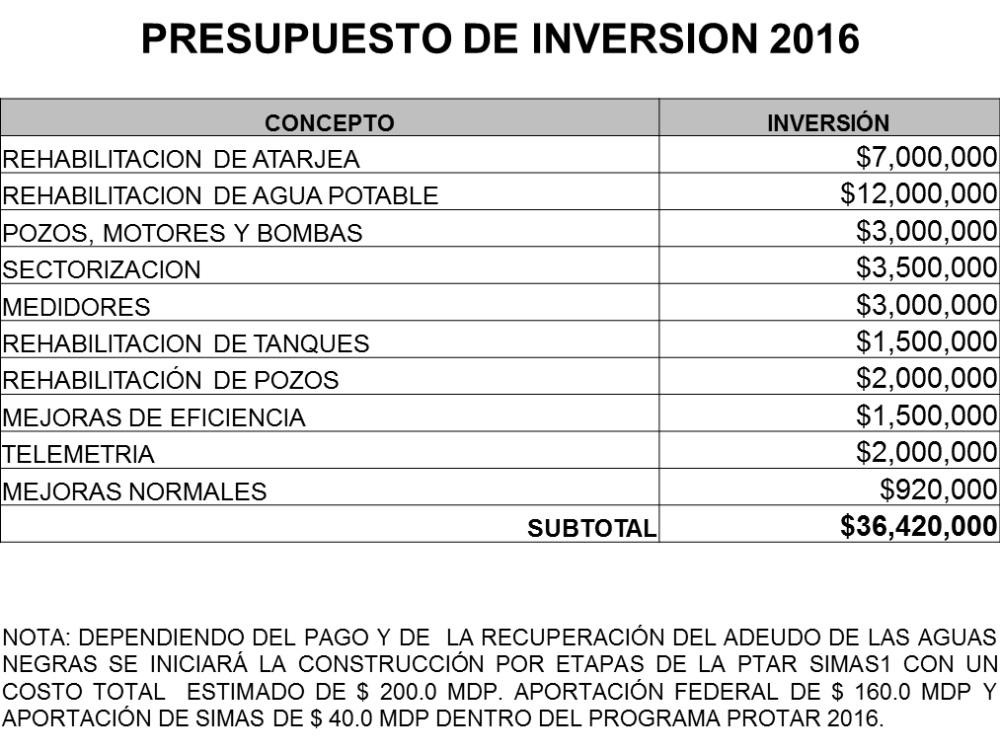 PRESUPUESTO DE INVERSION 2016
CONCEPTO INVERSIÓN
REHABILITACION DE ATARJEA $7,000,000
REHABILITACION DE AGUA POTABLE $12,000,000
POZOS, MOTORES Y BOMBAS $3,000,000
SECTORIZACION $3,500,000
MEDIDORES $3,000,000
REHABILITACION DE TANQUES $1,500,000
REHABILITACIÓN DE POZOS $2,000,000
MEJORAS DE EFICIENCIA $1,500,000
TELEMETRIA $2,000,000
MEJORAS NORMALES $920,000
SUBTOTAL $36,420,000
NOTA: DEPENDIENDO DEL PAGO Y DE LA RECUPERACIÓN DEL ADEUDO DE LAS AGUAS
NEGRAS SE INICIARÁ LA CONSTRUCCIÓN POR ETAPAS DE LA PTAR SIMAS1 CON UN
COSTO TOTAL ESTIMADO DE $ 200.0 MDP. APORTACIÓN FEDERAL DE $ 160.0 MDP Y
APORTACIÓN DE SIMAS DE $ 40.0 MDP DENTRO DEL PROGRAMA PROTAR 2016.